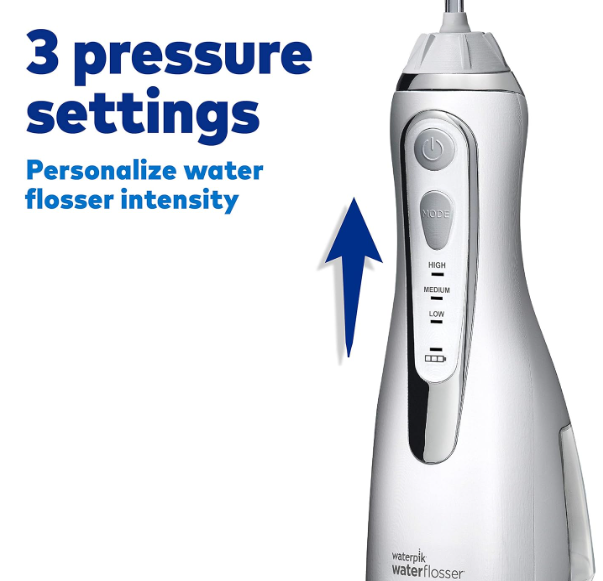 3 pressure
settings
Personalize water
flosser intensity
MODE
HIGH
MEDIUM
LOW
waterpik
waterflosser